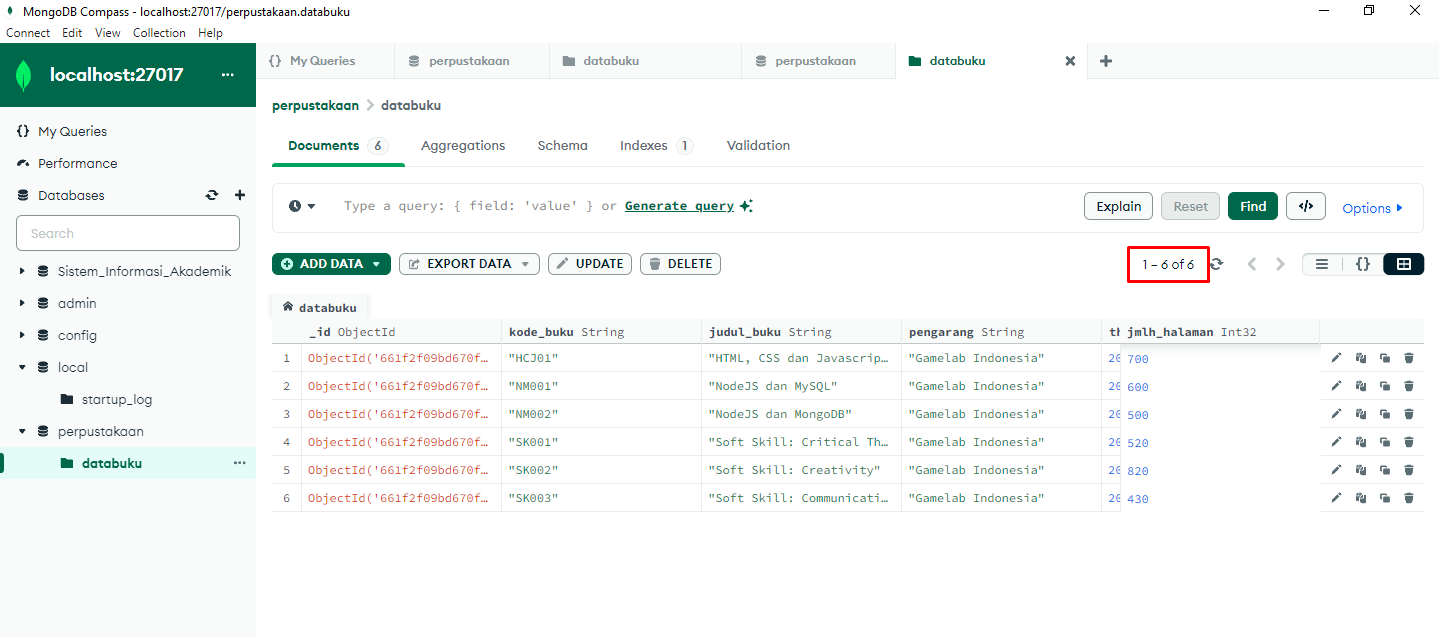 MongoDB Compass - localhost:27017/perpustakaan.databuku
Connect Edit View Collection Help
localhost:27017 ...
{} My Queries
perpustakaan
databuku
perpustakaan
databuku
perpustakaan > databuku
{} My Queries
Performance
Databases
Search
Sistem_Informasi_Akademik
admin
config
local
startup_log
perpustakaan
databuku ...
Documents 6 Aggregations Schema Indexes 1 Validation
Type a query: { field: 'value' } or Generate query
Explain Reset Find </> Options
ADD DATA EXPORT DATA UPDATE DELETE
1 – 6 of 6 {}
databuku
_id ObjectId kode_buku String judul_buku String pengarang String th jmlh_halaman Int32
1 ObjectId('661f2f09bd670f… "HCJ01" "HTML, CSS dan Javascrip… "Gamelab Indonesia" 20 700
2 ObjectId('661f2f09bd670f… "NM001" "NodeJS dan MySQL" "Gamelab Indonesia" 20 600
3 ObjectId('661f2f09bd670f… "NM002" "NodeJS dan MongoDB" "Gamelab Indonesia" 20 500
4 ObjectId('661f2f09bd670f… "SK001" "Soft Skill: Critical Th… "Gamelab Indonesia" 20 520
5 ObjectId('661f2f09bd670f… "SK002" "Soft Skill: Creativity" "Gamelab Indonesia" 20 820
6 ObjectId('661f2f09bd670f… "SK003" "Soft Skill: Communicati… "Gamelab Indonesia" 20 430